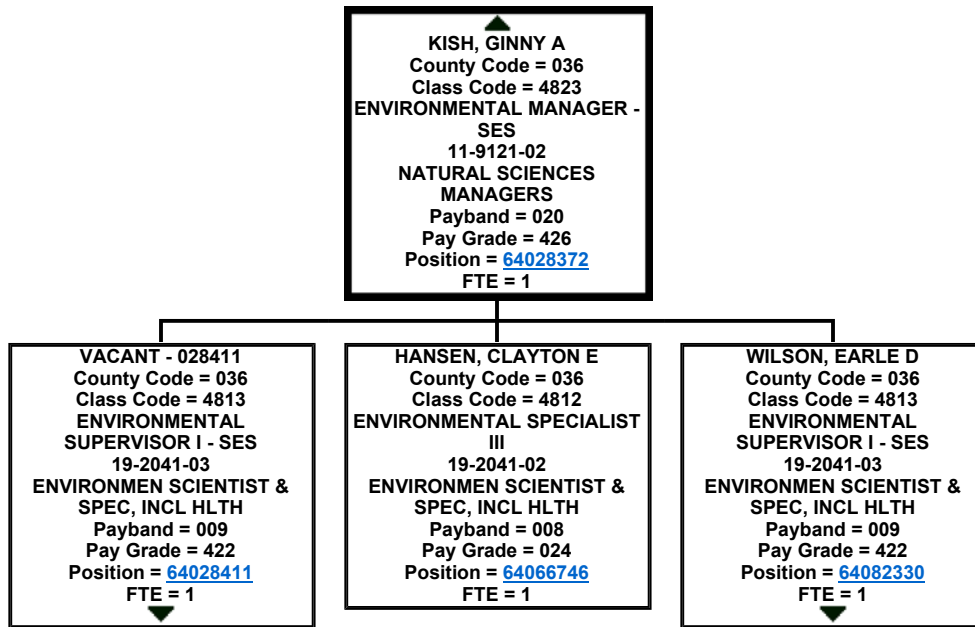 KISH, GINNY A
County Code = 036
Class Code = 4823
ENVIRONMENTAL MANAGER -
SES
11-9121-02
NATURAL SCIENCES
MANAGERS
Payband = 020
Pay Grade = 426
Position = 64028372
FTE = 1
VACANT - 028411
County Code = 036
Class Code = 4813
ENVIRONMENTAL
SUPERVISOR I - SES
19-2041-03
ENVIRONMEN SCIENTIST &
SPEC, INCL HLTH
Payband = 009
Pay Grade = 422
Position = 64028411
FTE = 1
HANSEN, CLAYTON E
County Code = 036
Class Code = 4812
ENVIRONMENTAL SPECIALIST
III
19-2041-02
ENVIRONMEN SCIENTIST &
SPEC, INCL HLTH
Payband = 008
Pay Grade = 024
Position = 64066746
FTE = 1
WILSON, EARLE D
County Code = 036
Class Code = 4813
ENVIRONMENTAL
SUPERVISOR I - SES
19-2041-03
ENVIRONMEN SCIENTIST &
SPEC, INCL HLTH
Payband = 009
Pay Grade = 422
Position = 64082330
FTE = 1